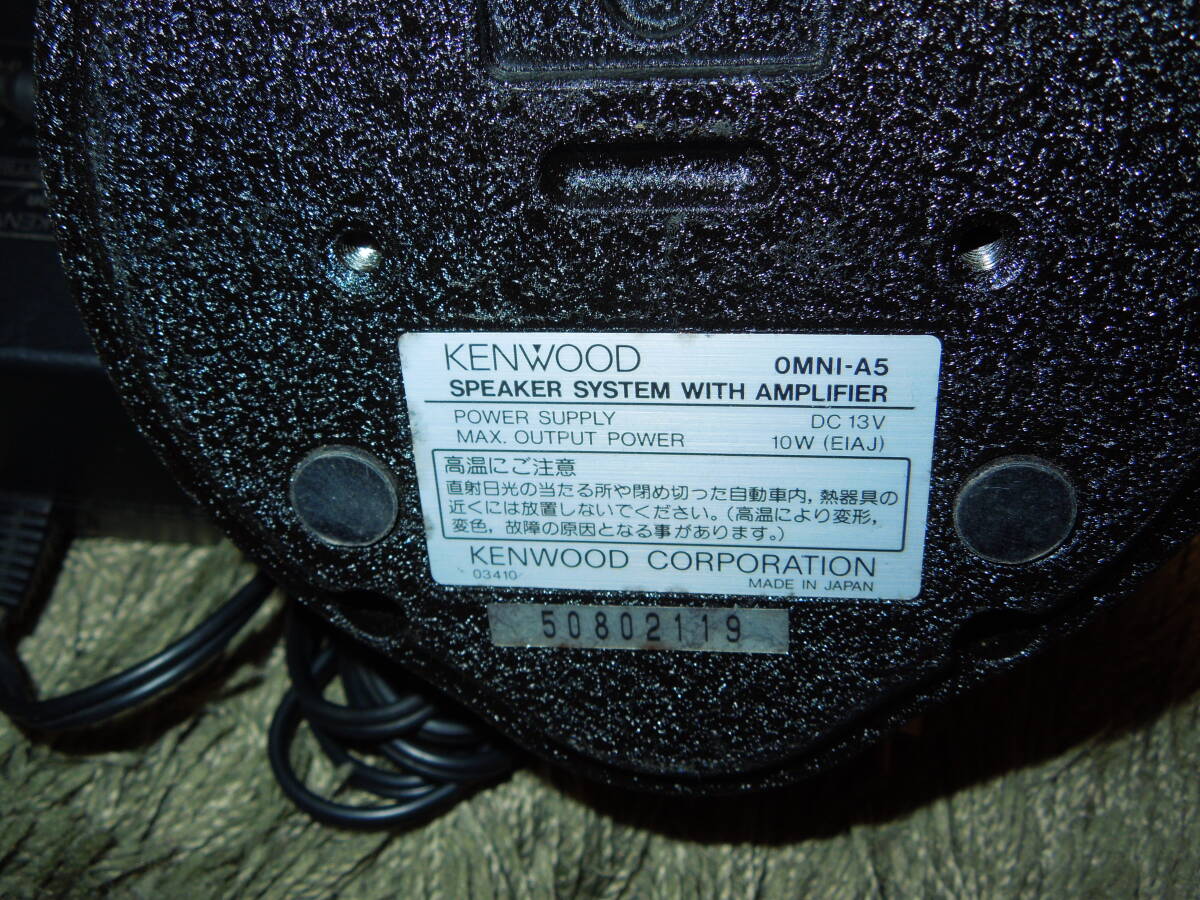 KENWOOD OMNI-A5
SPEAKER SYSTEM WITH AMPLIFIER
POWER SUPPLY DC 13V
MAX. OUTPUT POWER 10W (EIAJ)
高温にご注意
直射日光の当たる所や閉め切った自動車内,熱器具の
近くには放置しないでください。(高温により変形,
変色,故障の原因となる事があります。)
KENWOOD CORPORATION
03410
MADE IN JAPAN
50802119